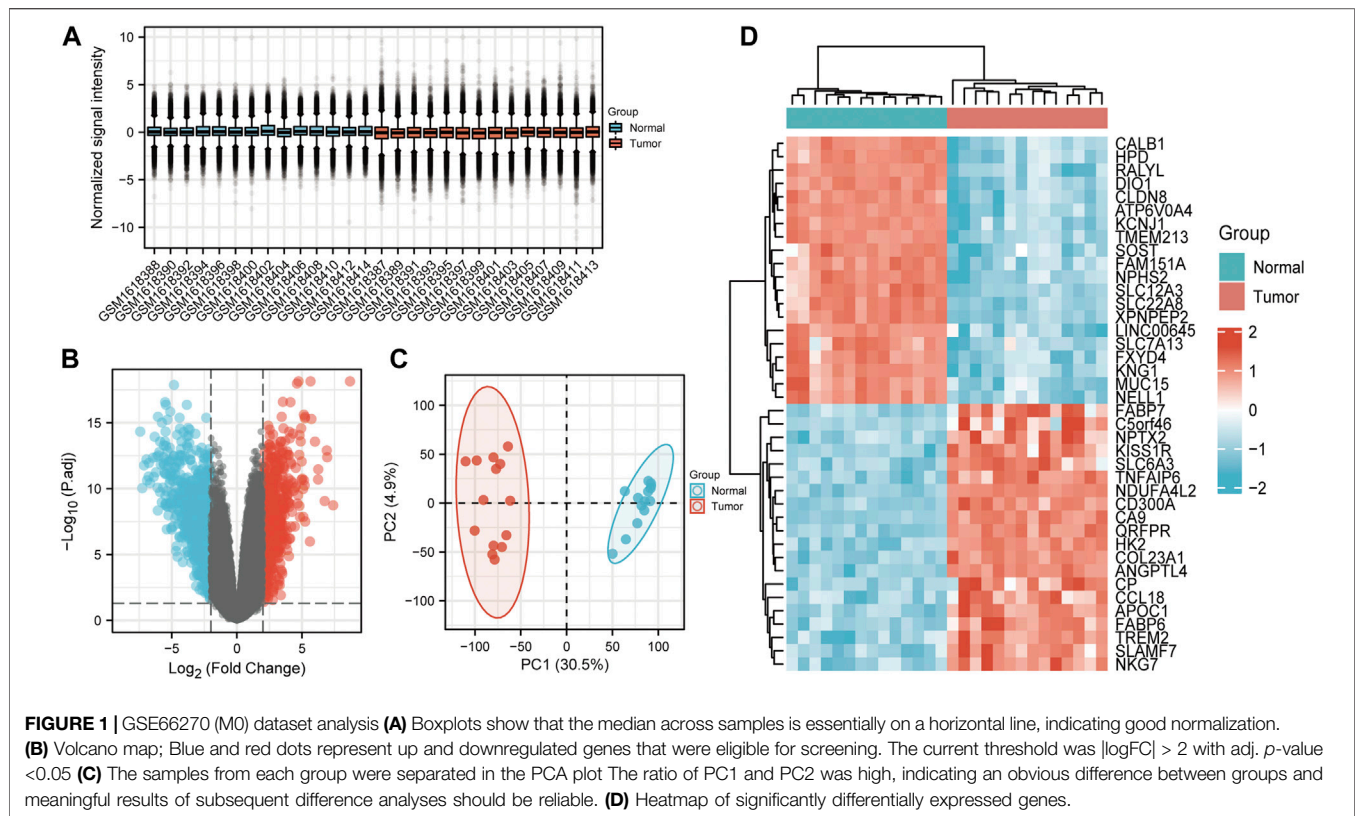 A
Normalized signal intensity
10
5
0
−5
−10
GSM1618388
GSM1618390
GSM1618392
GSM1618394
GSM1618396
GSM1618398
GSM1618400
GSM1618402
GSM1618404
GSM1618406
GSM1618408
GSM1618410
GSM1618412
GSM1618414
GSM1618387
GSM1618389
GSM1618391
GSM1618393
GSM1618395
GSM1618397
GSM1618399
GSM1618401
GSM1618403
GSM1618405
GSM1618407
GSM1618409
GSM1618411
GSM1618413
Group
Normal
Tumor
B
−Log10 (P.adj)
15
10
5
0
−5
0
5
Log2 (Fold Change)
C
PC2 (4.9%)
100
50
0
−50
−100
−100
−50
0
50
100
PC1 (30.5%)
Group
Normal
Tumor
D
CALB1
HPD
RALYL
DIO1
CLDN8
ATP6V0A4
KCNJ1
TMEM213
SOST
FAM151A
NPHS2
SLC12A3
SLC22A8
XPNPEP2
LINC00645
SLC7A13
FXYD4
KNG1
MUC15
NELL1
FABP7
C5orf46
NPTX2
KISS1R
SLC6A3
TNFAIP6
NDUFA4L2
CD300A
CA9
QRFPR
HK2
COL23A1
ANGPTL4
CP
CCL18
APOC1
FABP6
TREM2
SLAMF7
NKG7
Group
Normal
Tumor
2
1
0
−1
−2
FIGURE 1 | GSE66270 (M0) dataset analysis (A) Boxplots show that the median across samples is essentially on a horizontal line, indicating good normalization.
(B) Volcano map; Blue and red dots represent up and downregulated genes that were eligible for screening. The current threshold was |logFC| > 2 with adj. p-value
<0.05 (C) The samples from each group were separated in the PCA plot The ratio of PC1 and PC2 was high, indicating an obvious difference between groups and
meaningful results of subsequent difference analyses should be reliable. (D) Heatmap of significantly differentially expressed genes.